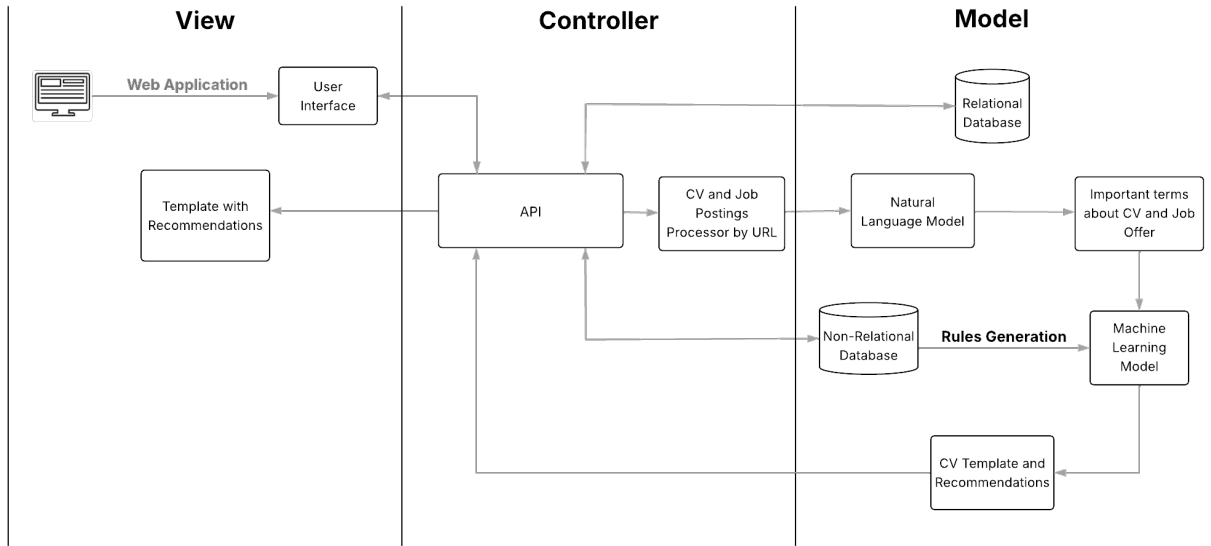 View
Controller
Model
Web Application
User
Interface
Relational
Database
Template with
Recommendations
API
CV and Job
Postings
Processor by URL
Natural
Language Model
Important terms
about CV and Job
Offer
Non-Relational
Database
Rules Generation
Machine
Learning
Model
CV Template and
Recommendations